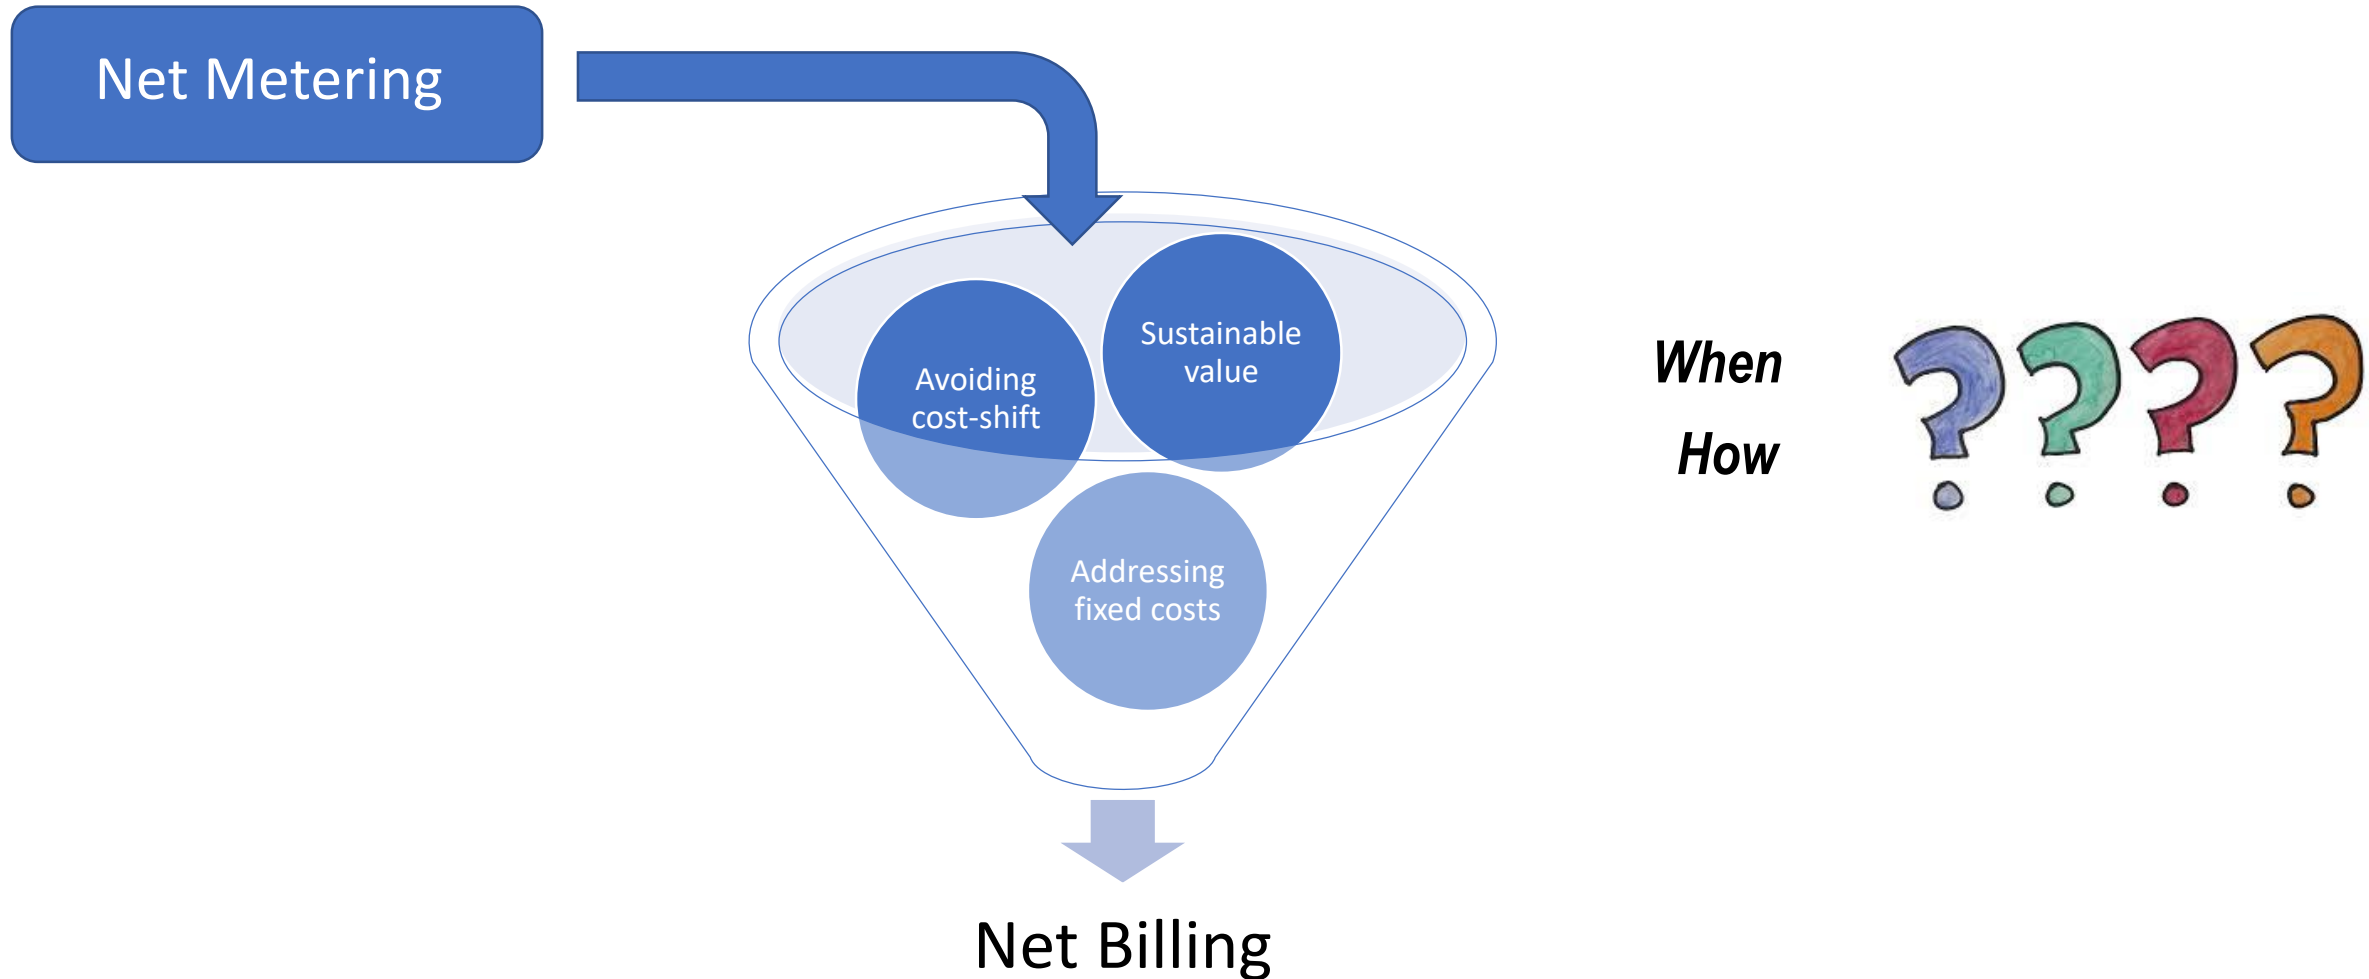 Net Metering
Sustainable
value
Avoiding
cost-shift
Addressing
fixed costs
When
How
????
Net Billing